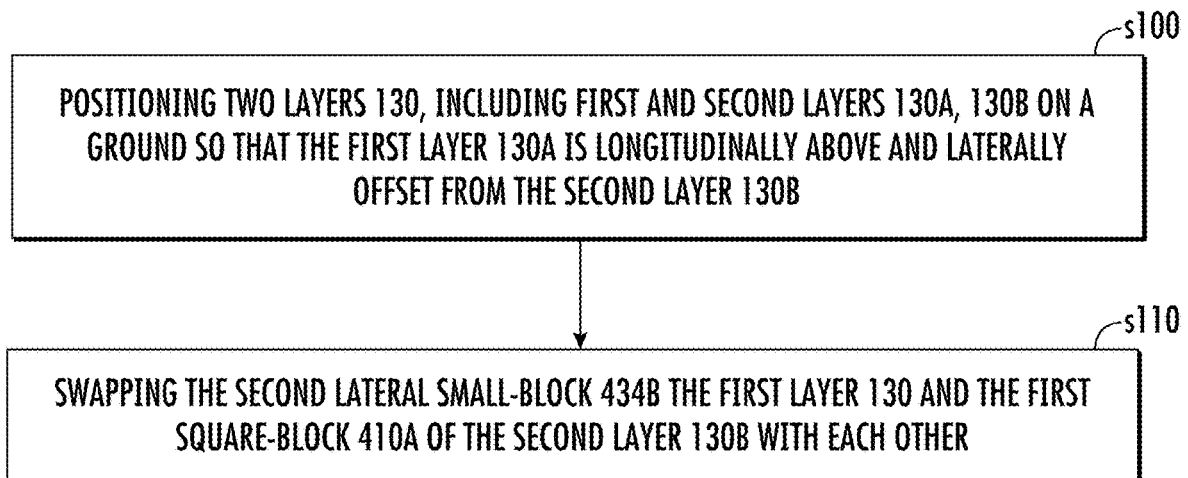 s100
POSITIONING TWO LAYERS 130, INCLUDING FIRST AND SECOND LAYERS 130A, 130B ON A
GROUND SO THAT THE FIRST LAYER 130A IS LONGITUDINALLY ABOVE AND LATERALLY
OFFSET FROM THE SECOND LAYER 130B
s110
SWAPPING THE SECOND LATERAL SMALL-BLOCK 434B THE FIRST LAYER 130 AND THE FIRST
SQUARE-BLOCK 410A OF THE SECOND LAYER 130B WITH EACH OTHER